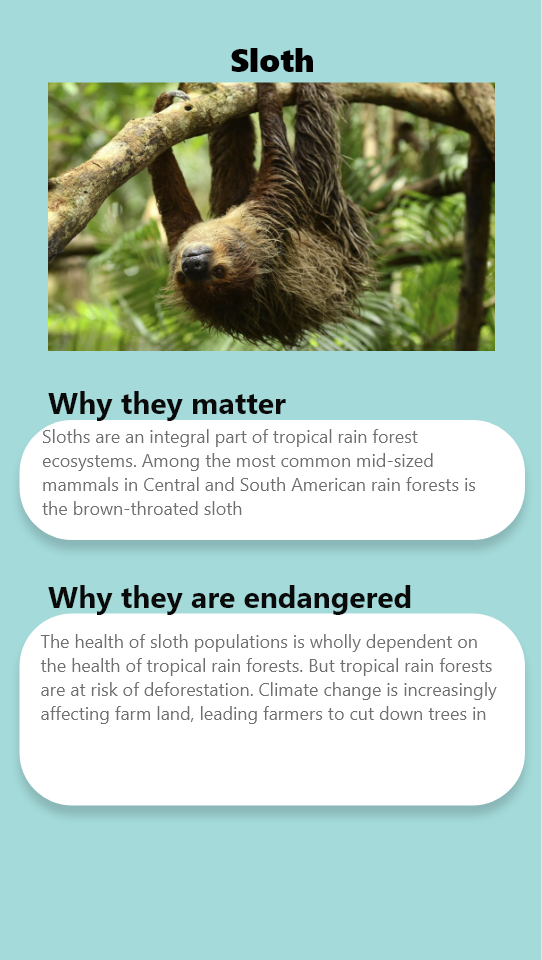 Sloth
Why they matter
Sloths are an integral part of tropical rain forest
ecosystems. Among the most common mid-sized
mammals in Central and South American rain forests is
the brown-throated sloth
Why they are endangered
The health of sloth populations is wholly dependent on
the health of tropical rain forests. But tropical rain forests
are at risk of deforestation. Climate change is increasingly
affecting farm land, leading farmers to cut down trees in